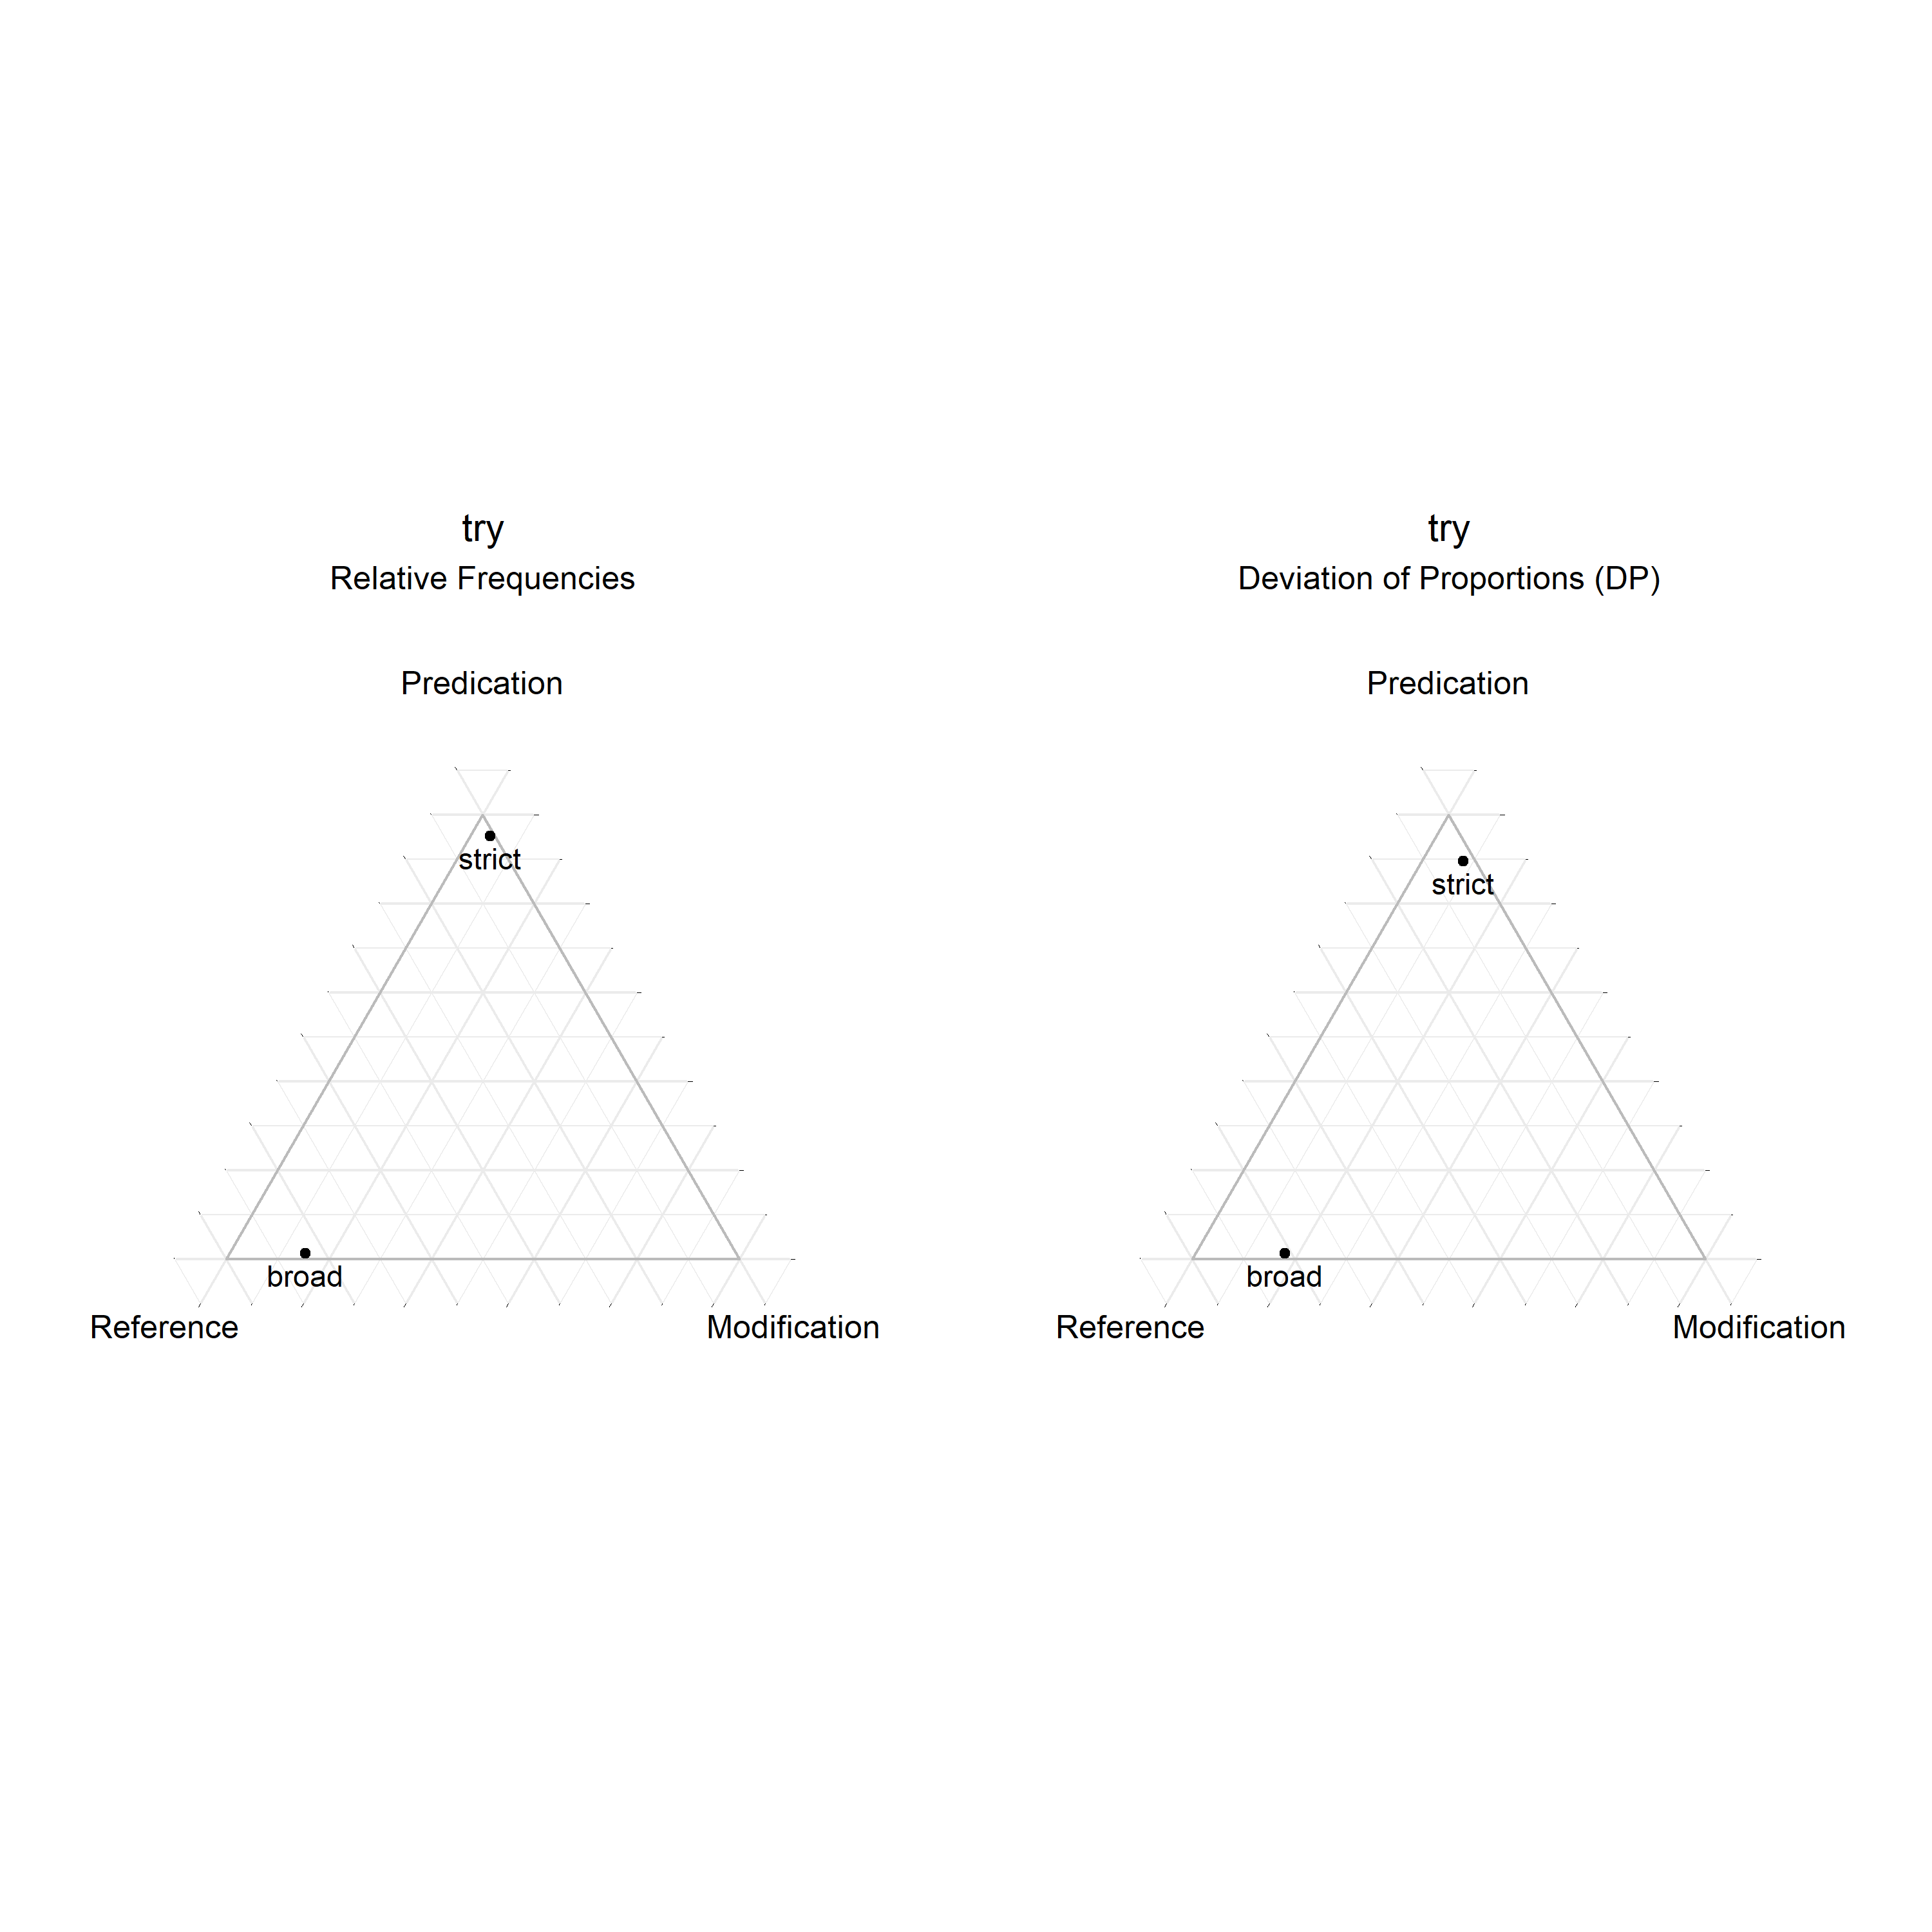 try
Relative Frequencies
Predication
strict
broad
Reference
Modification
try
Deviation of Proportions (DP)
Predication
strict
broad
Reference
Modification